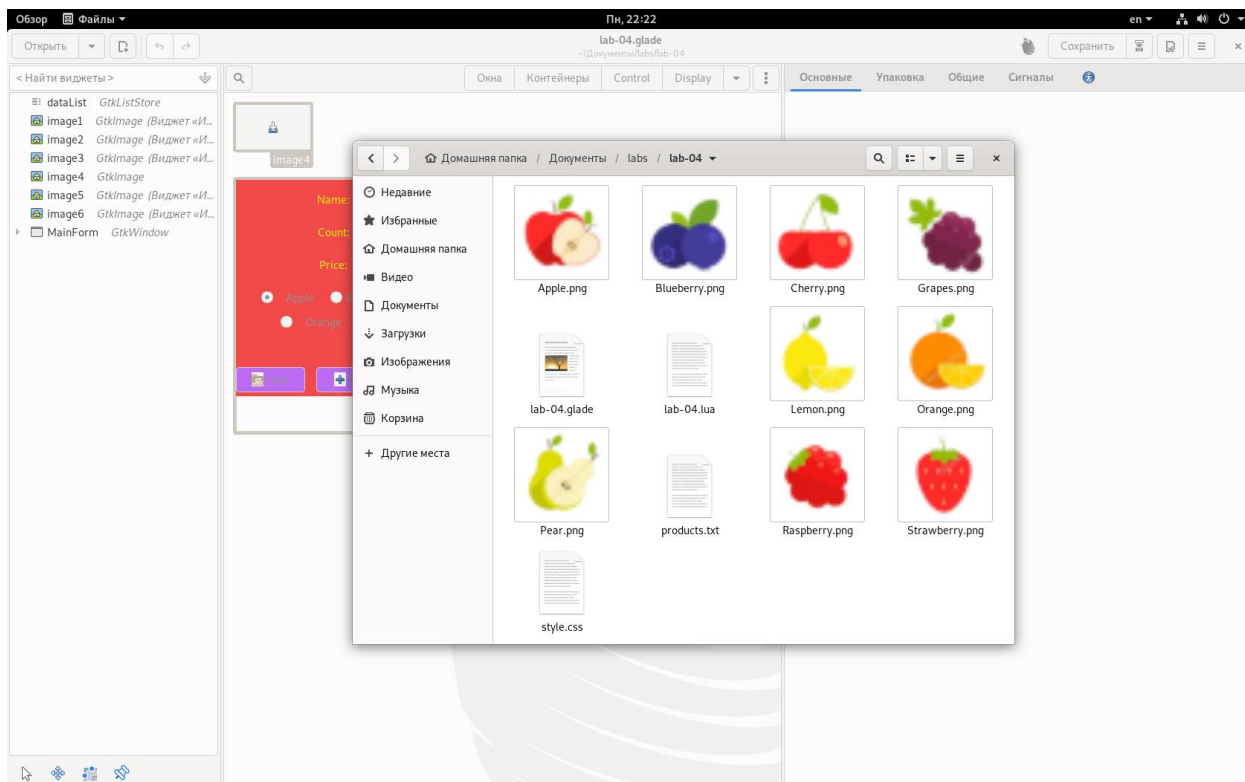 Обзор Файлы Пн, 22:22 en
Открыть lab-04.glade Сохранить
~/Документы/labs/lab-04
< Найти виджеты > Окна Контейнеры Control Display Основные Упаковка Общие Сигналы
dataList GtkListStore
image1 GtkImage (Виджет «И...
image2 GtkImage (Виджет «И...
image3 GtkImage (Виджет «И...
image4 GtkImage
image5 GtkImage (Виджет «И...
image6 GtkImage (Виджет «И...
MainForm GtkWindow
image4
Name:
Count:
Price:
Apple
Orange
Домашняя папка / Документы / labs / lab-04
Недавние
Избранные
Домашняя папка
Видео
Документы
Загрузки
Изображения
Музыка
Корзина
+ Другие места
Apple.png Blueberry.png Cherry.png Grapes.png
lab-04.glade lab-04.lua Lemon.png Orange.png
Pear.png products.txt Raspberry.png Strawberry.png
style.css